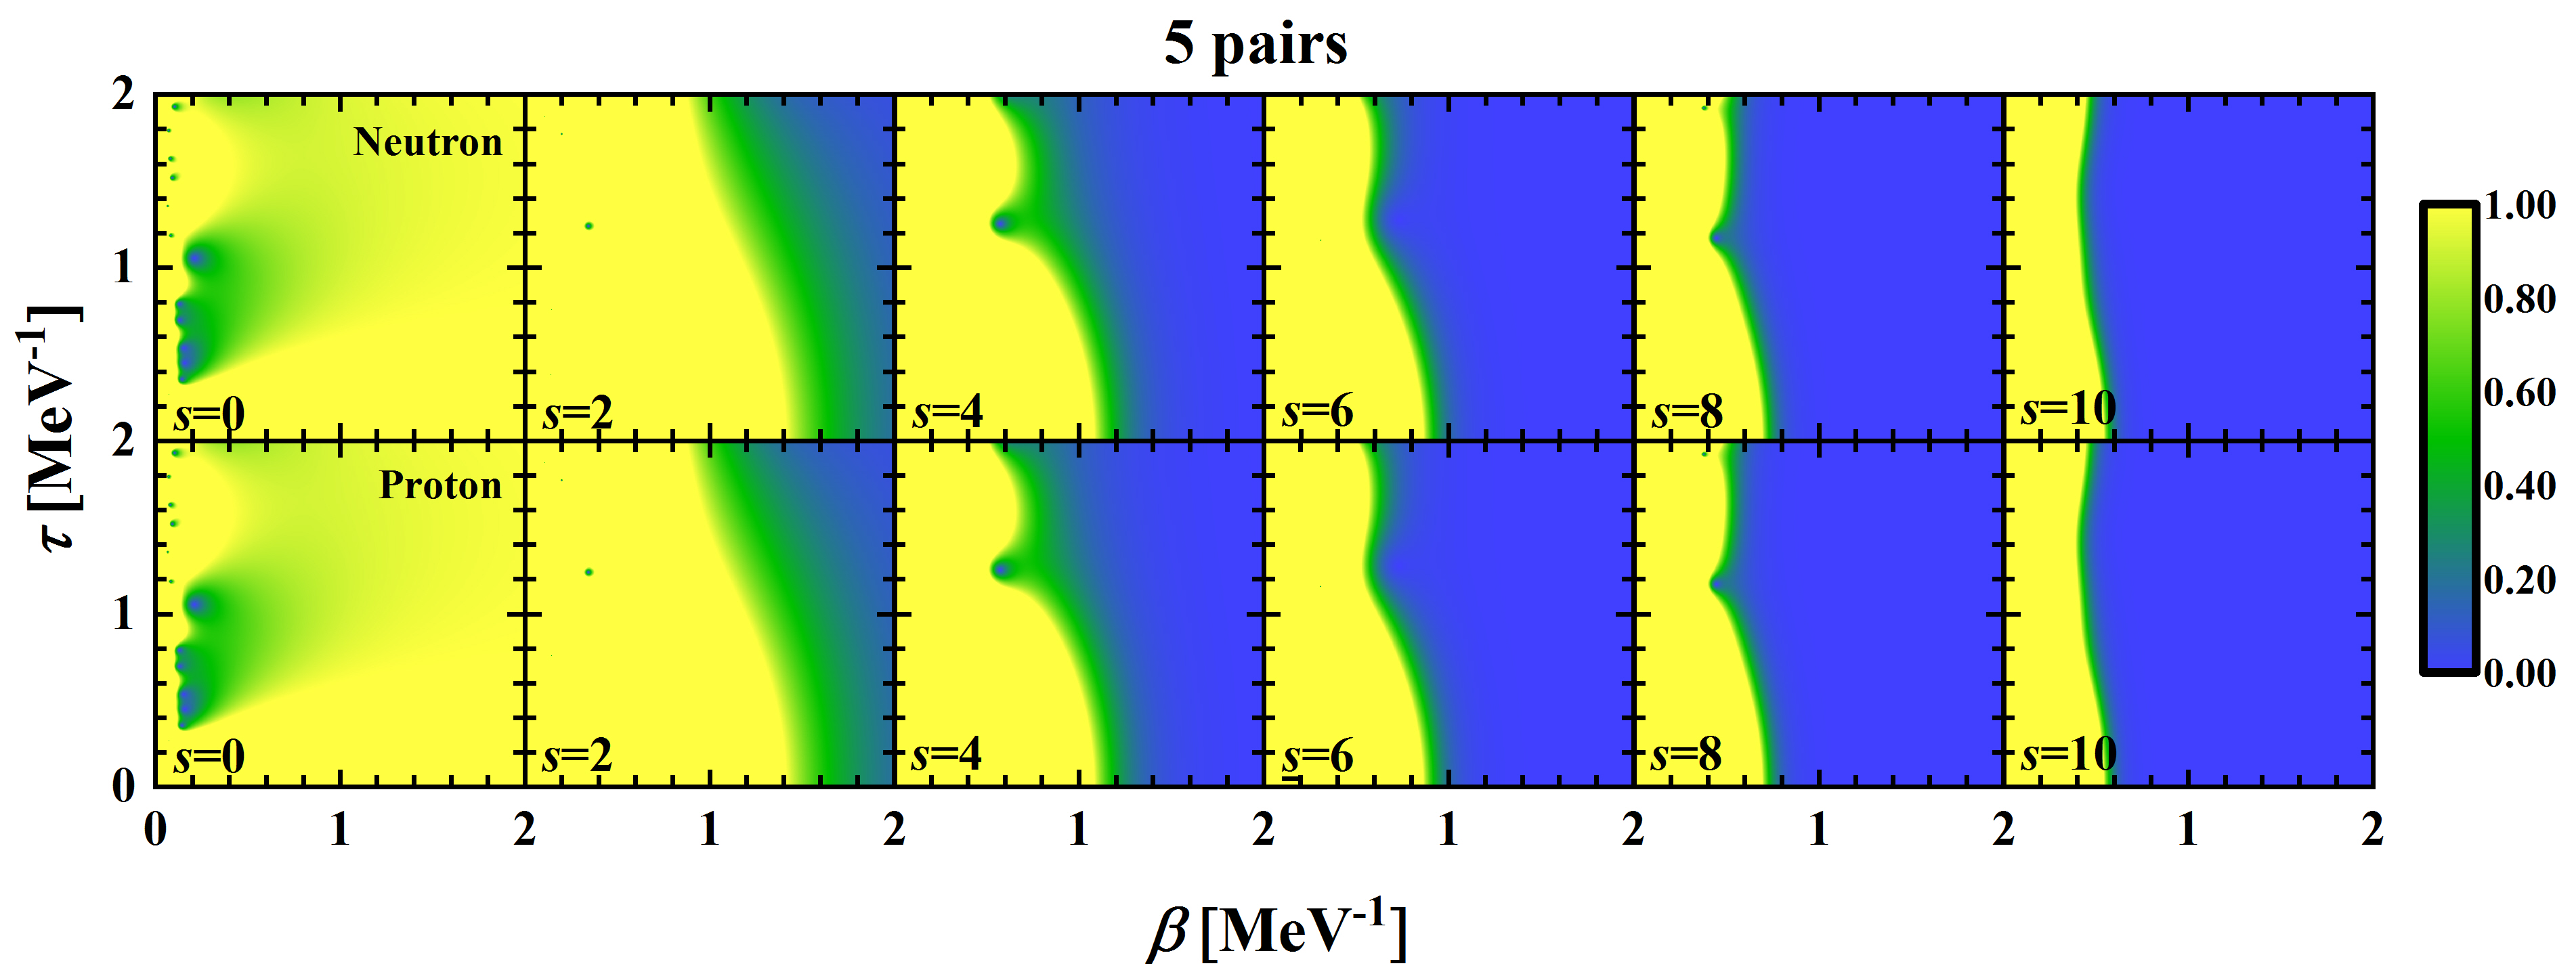 5 pairs
2
Neutron
1
s=0 s=2 s=4 s=6 s=8 s=10
2
Proton
1
s=0 s=2 s=4 s=6 s=8 s=10
0
0 1 2 1 2 1 2 1 2 1 2 1 2
β [MeV-1]
τ [MeV-1]
1.00
0.80
0.60
0.40
0.20
0.00